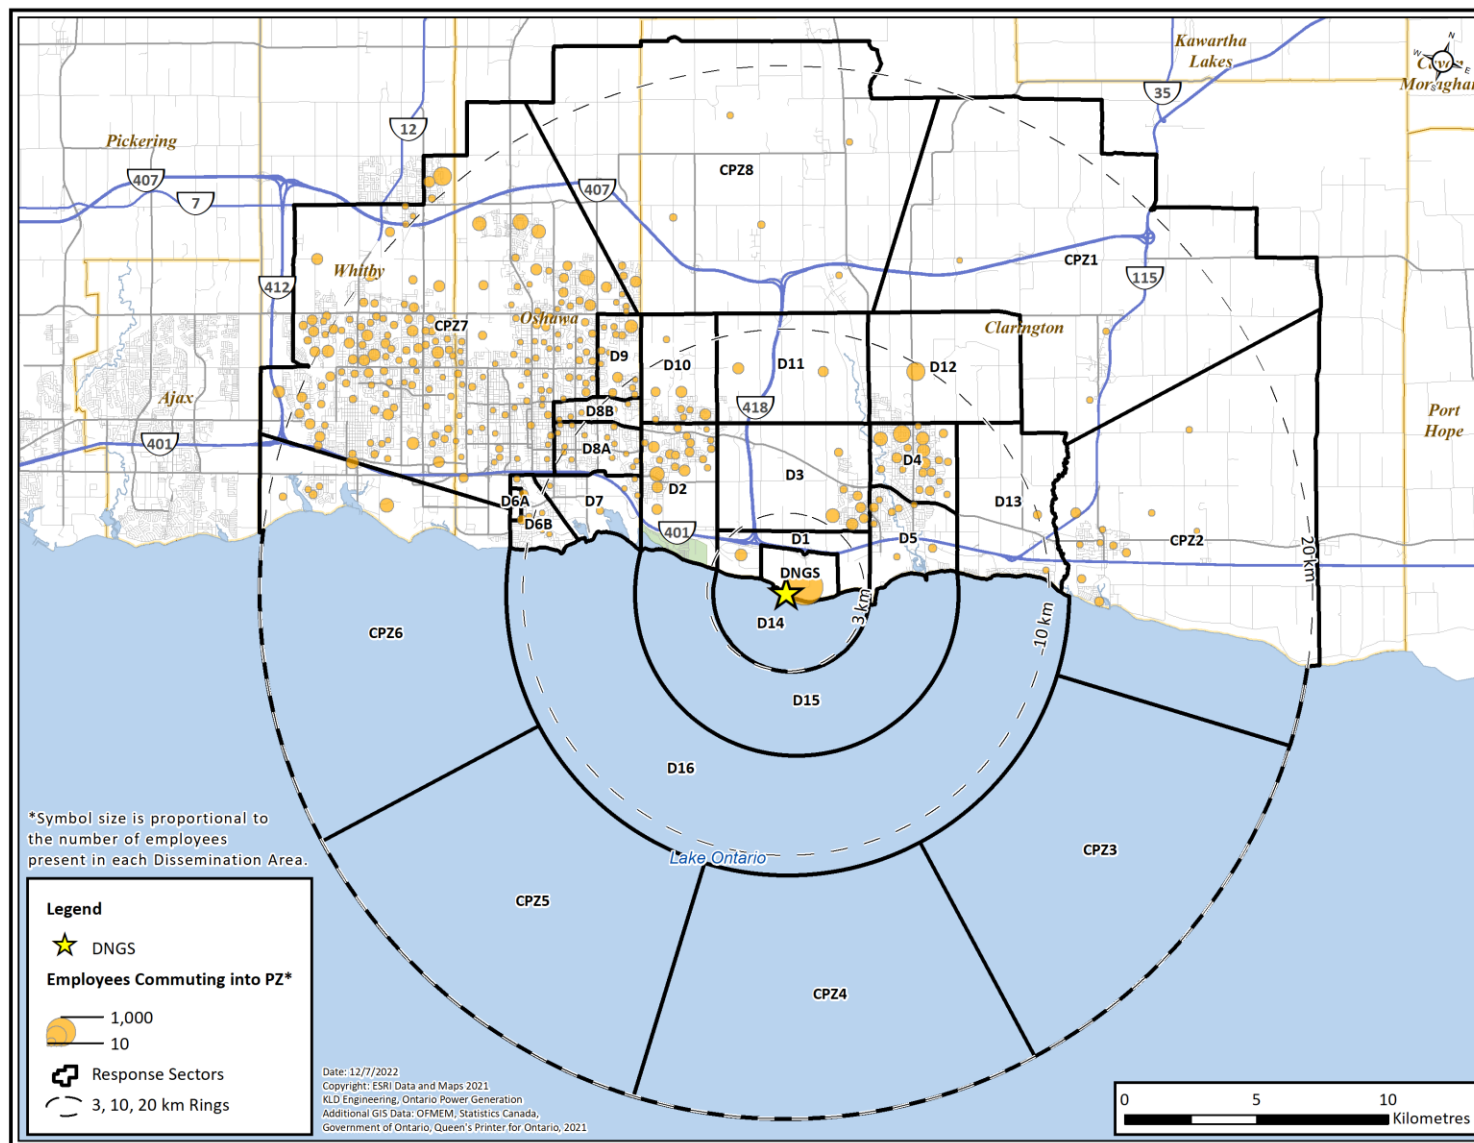 Kawartha
Lakes
N
W
E
S
35
12
Pickering
407
7
CPZ8
407
Whitby
412
CPZ1
115
Oshawa
CPZ7
Clarington
D9
D10
D11
D12
Ajax
418
D8B
Port
Hope
401
D8A
D4
D3
D2
D6A
D7
D13
D6B
401
D1
D5
CPZ2
20 km
DNGS
3 km
D14
10 km
CPZ6
D15
D16
Lake Ontario
CPZ3
CPZ5
CPZ4
*Symbol size is proportional to
the number of employees
present in each Dissemination Area.
Legend
DNGS
Employees Commuting into PZ*
1,000
10
Response Sectors
3, 10, 20 km Rings
Date: 12/7/2022
Copyright: ESRI Data and Maps 2021
KLD Engineering, Ontario Power Generation
Additional GIS Data: OFMEM, Statistics Canada,
Government of Ontario, Queen's Printer for Ontario, 2021
0 5 10
Kilometres